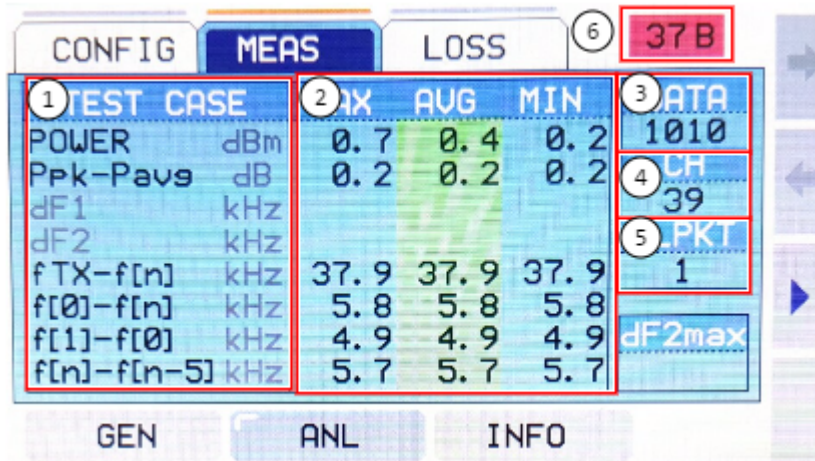 CONFIG MEAS LOSS 6 37 B
1 TEST CASE 2 AX AVG MIN 3 ATA
POWER dBm 0.7 0.4 0.2 1010
Ppk-Pavg dB 0.2 0.2 0.2 4 CH
dF1 kHz 39
dF2 kHz 5 LPKT
fTX-f[n] kHz 37.9 37.9 37.9 1
f[0]-f[n] kHz 5.8 5.8 5.8
f[1]-f[0] kHz 4.9 4.9 4.9 dF2max
f[n]-f[n-5] kHz 5.7 5.7 5.7
GEN ANL INFO